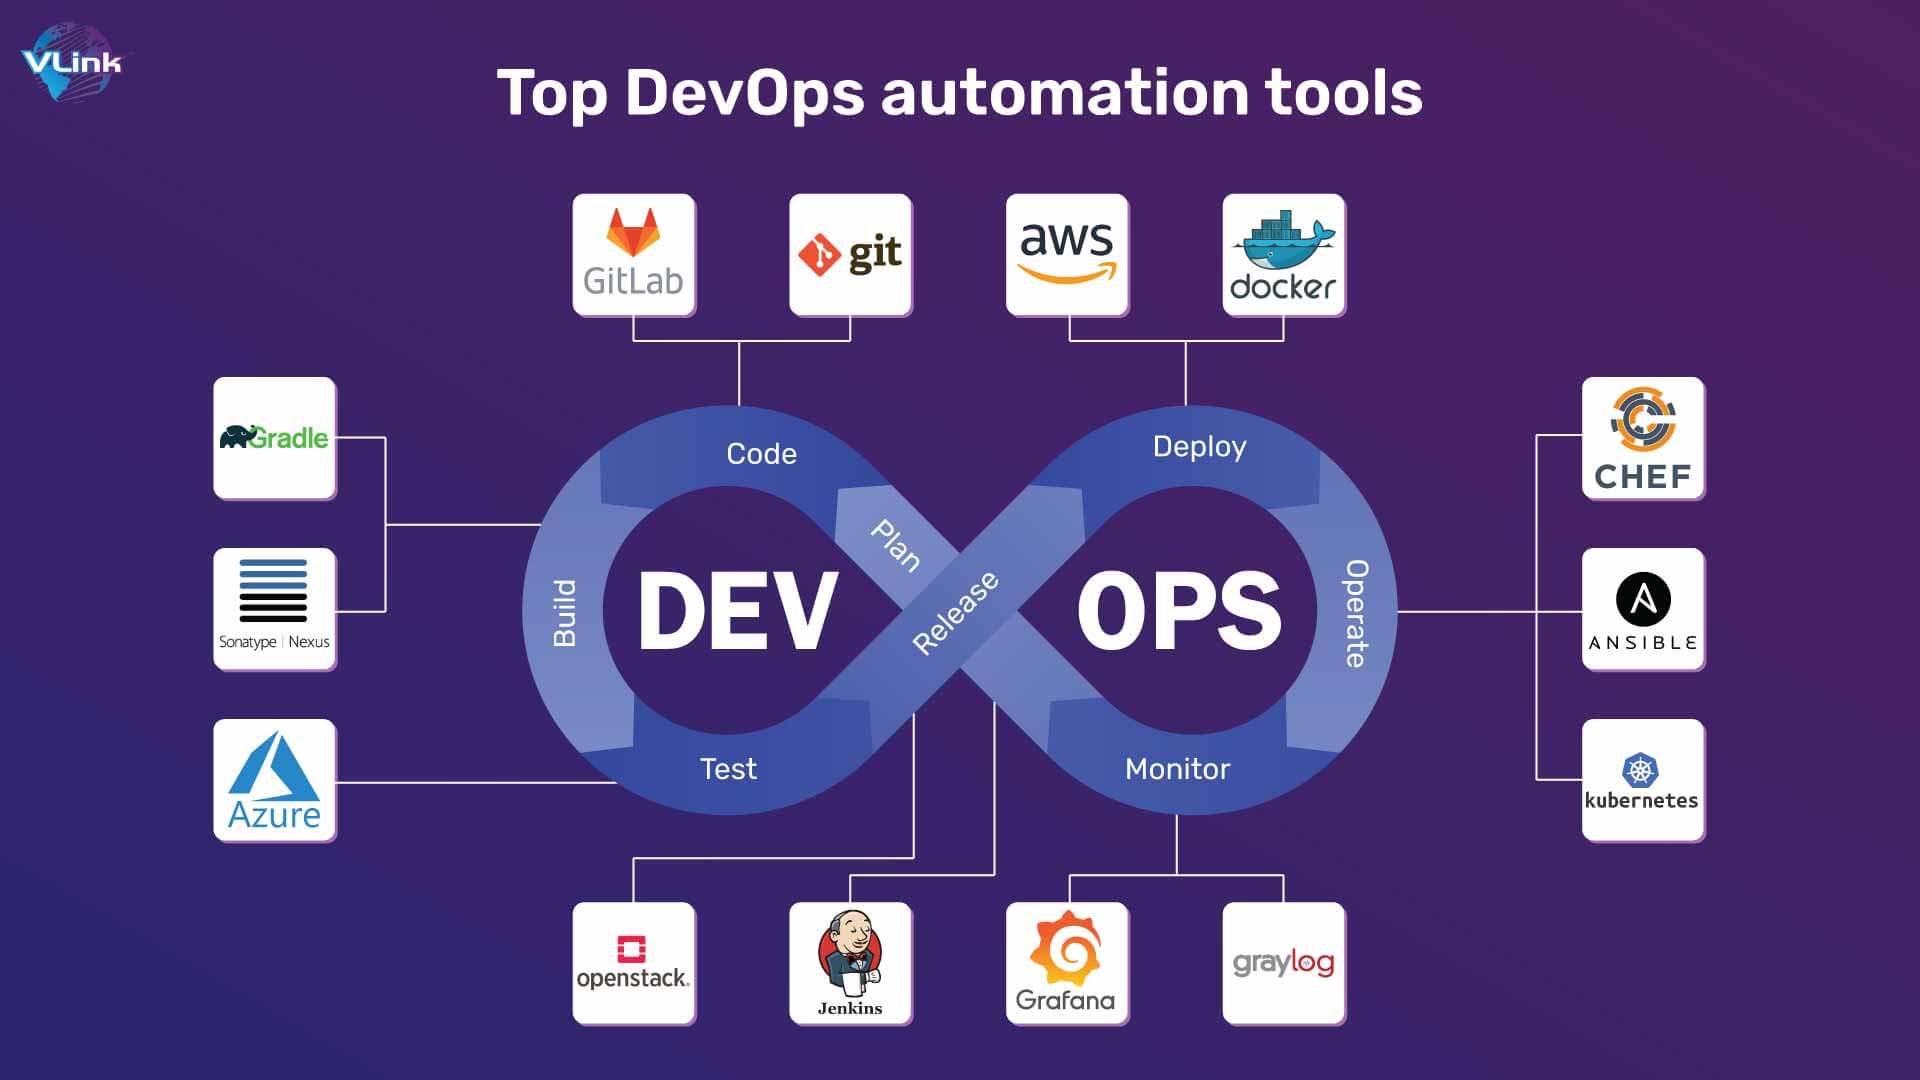 VLink
Top DevOps automation tools
GitLab
git
aws
docker
Gradle
Sonatype | Nexus
Azure
Code
Plan
Build
Test
Release
Deploy
Operate
Monitor
DEV
OPS
CHEF
ANSIBLE
kubernetes
openstack.
Jenkins
Grafana
graylog